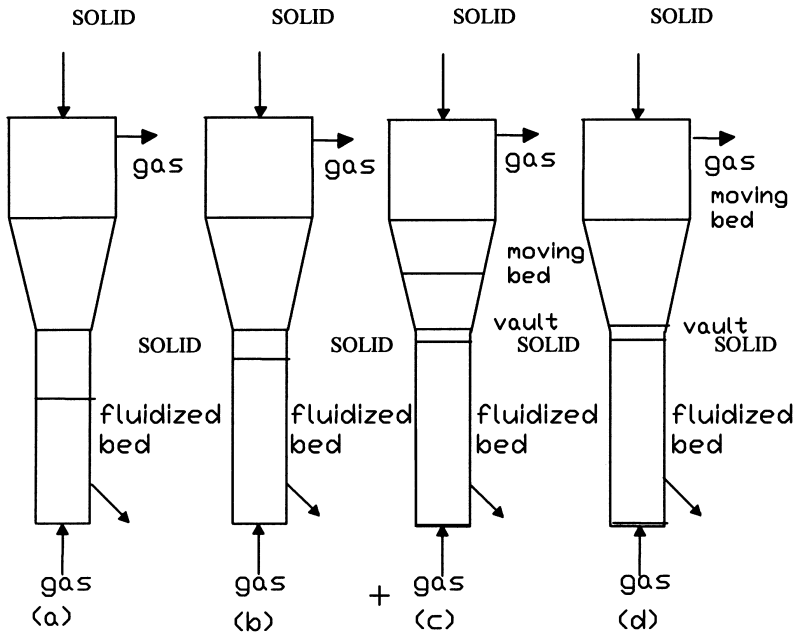 SOLID SOLID SOLID SOLID
gas gas gas gas
moving
bed
moving
bed
vault vault
SOLID SOLID SOLID SOLID
fluidized fluidized fluidized fluidized
bed bed bed bed
gas gas + gas gas
(a) (b) (c) (d)